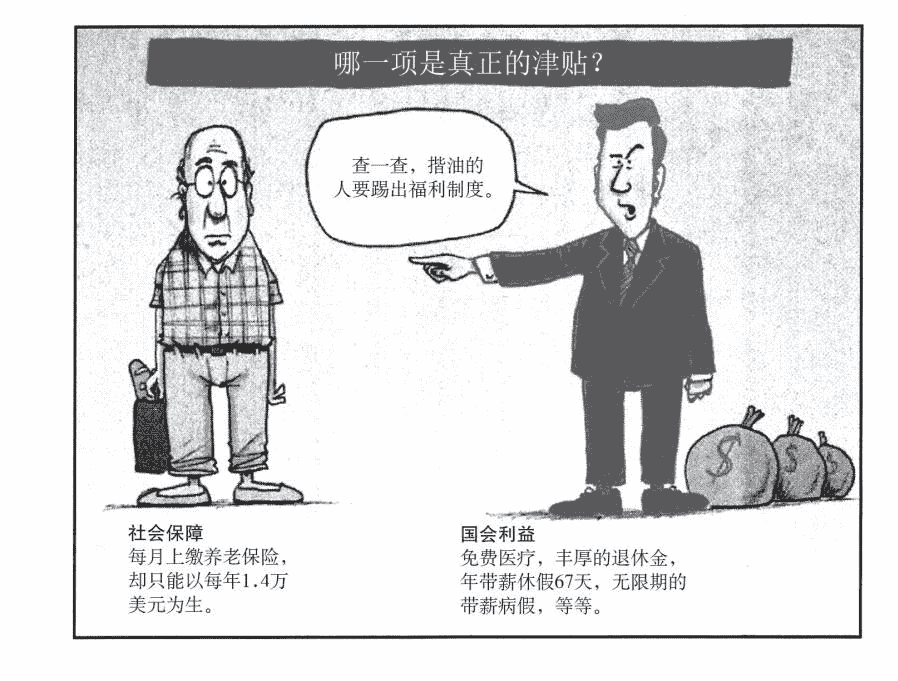 哪一项是真正的津贴?
查一查，揩油的
人要踢出福利制度。
社会保障
每月上缴养老保险，
却只能以每年1.4万
美元为生。
国会利益
免费医疗，丰厚的退休金，
年带薪休假67天，无限期的
带薪病假，等等。
$
$
$